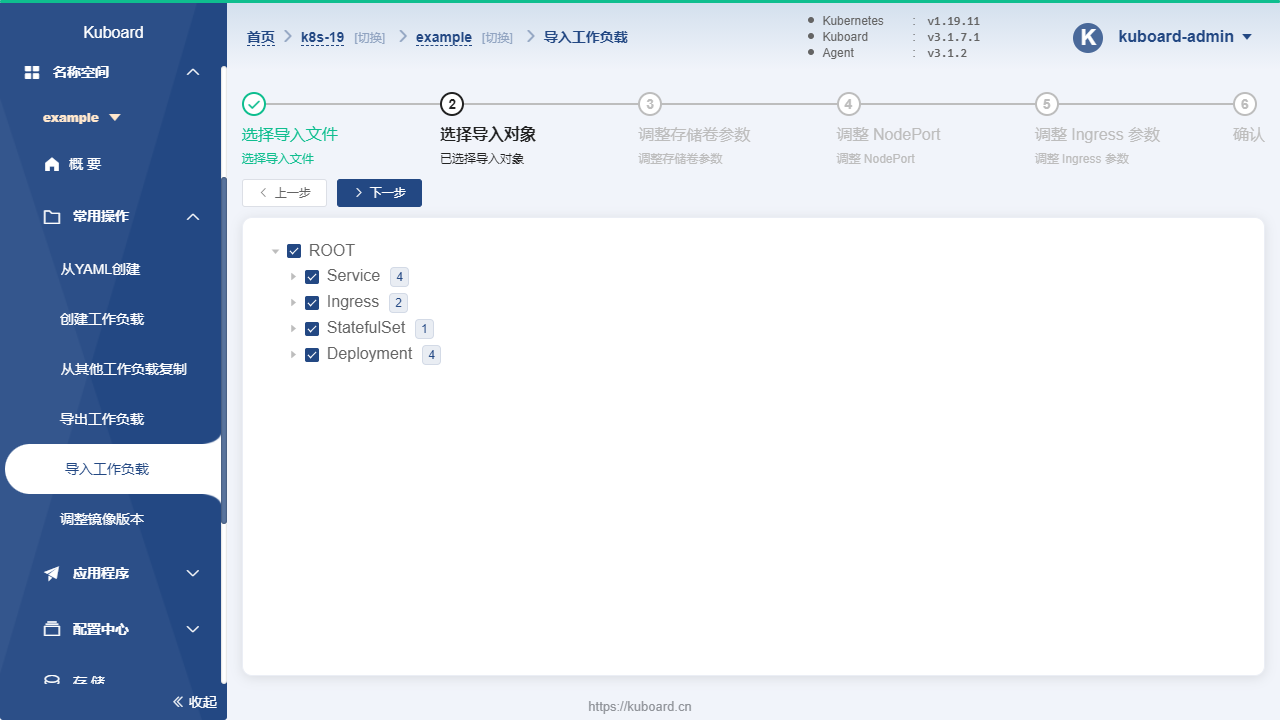 Kuboard
名称空间
example
概 要
常用操作
从YAML创建
创建工作负载
从其他工作负载复制
导出工作负载
导入工作负载
调整镜像版本
应用程序
配置中心
存 储
收起
首页 k8s-19 [切换] example [切换] 导入工作负载
Kubernetes : v1.19.11
Kuboard : v3.1.7.1
Agent : v3.1.2
K kuboard-admin
2 3 4 5 6
选择导入文件 选择导入对象 调整存储卷参数 调整 NodePort 调整 Ingress 参数 确认
选择导入文件 已选择导入对象 调整存储卷参数 调整 NodePort 调整 Ingress 参数
上一步 下一步
ROOT
Service 4
Ingress 2
StatefulSet 1
Deployment 4
https://kuboard.cn